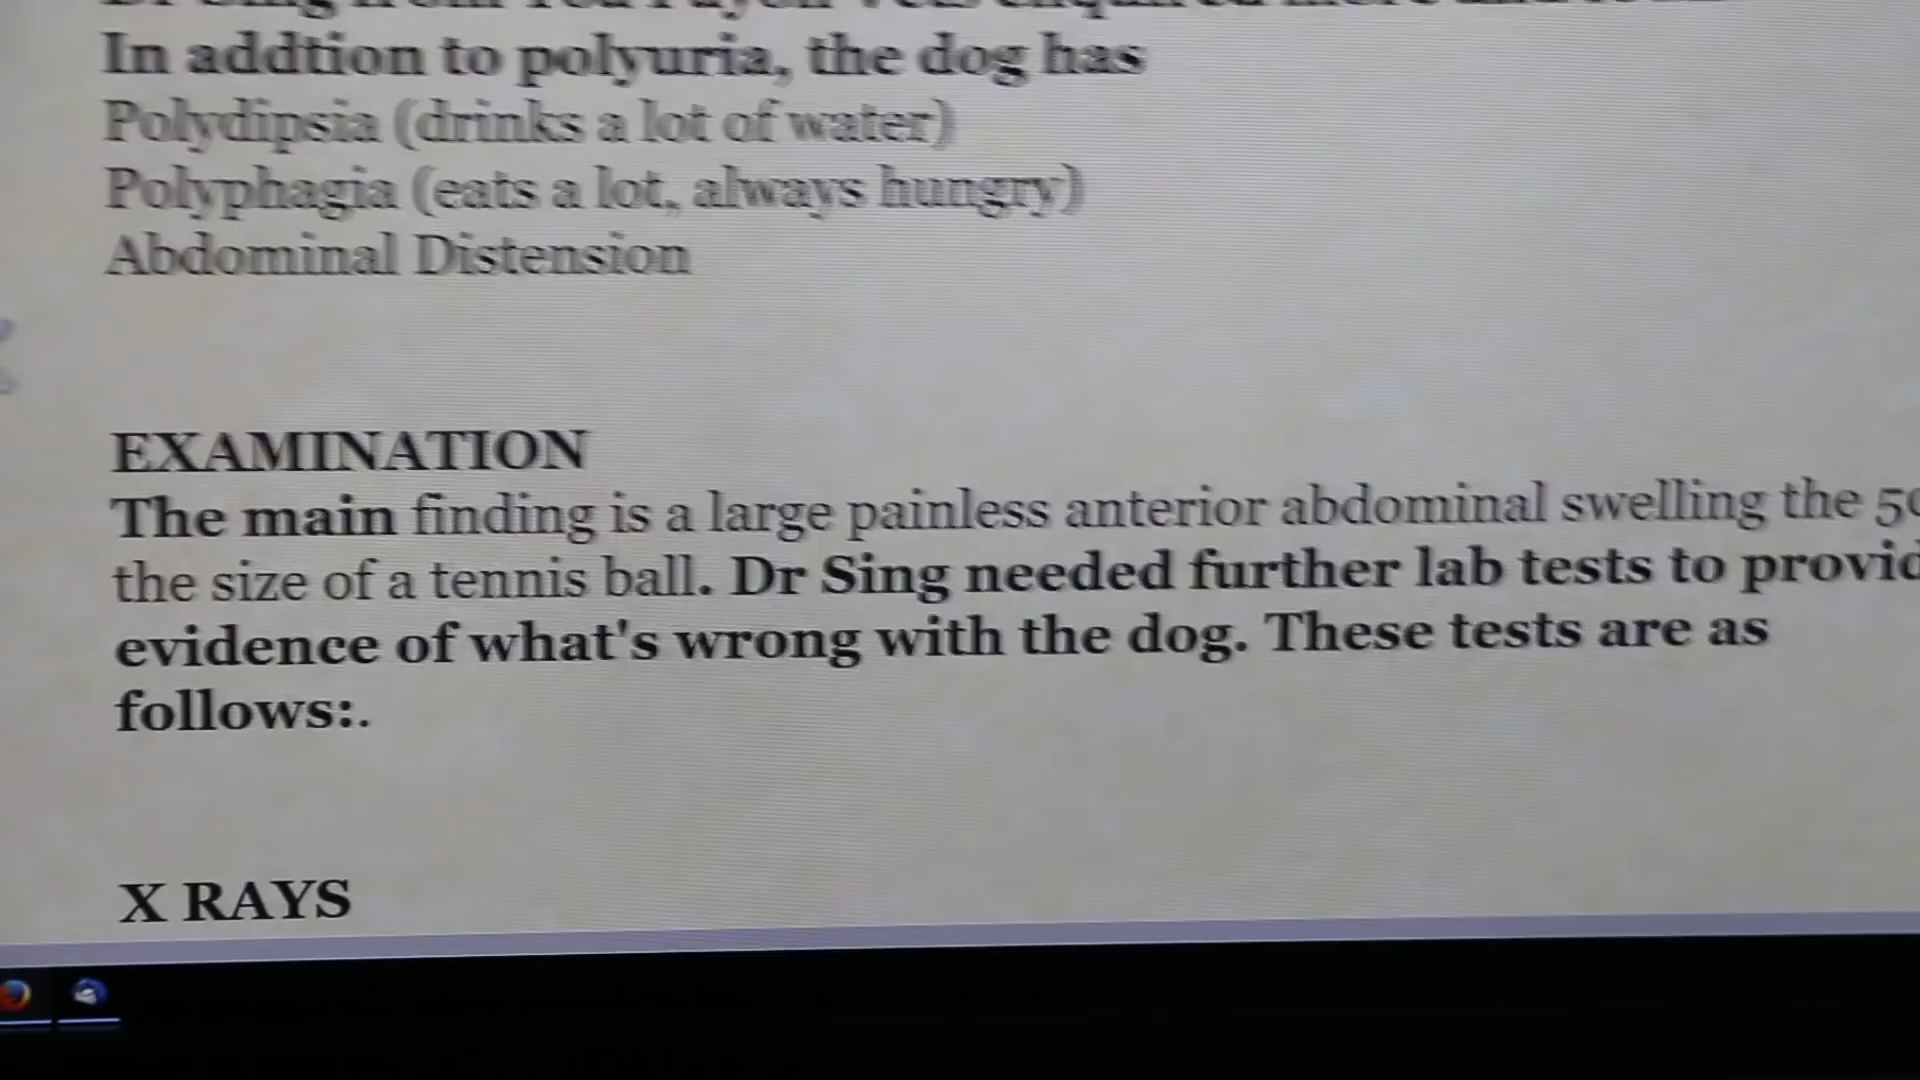 In addtion to polyuria, the dog has
Polydipsia (drinks a lot of water)
Polyphagia (eats a lot, always hungry)
Abdominal Distension
EXAMINATION
The main finding is a large painless anterior abdominal swelling the
the size of a tennis ball. Dr Sing needed further lab tests to
evidence of what's wrong with the dog. These tests are as
follows:.
X RAYS